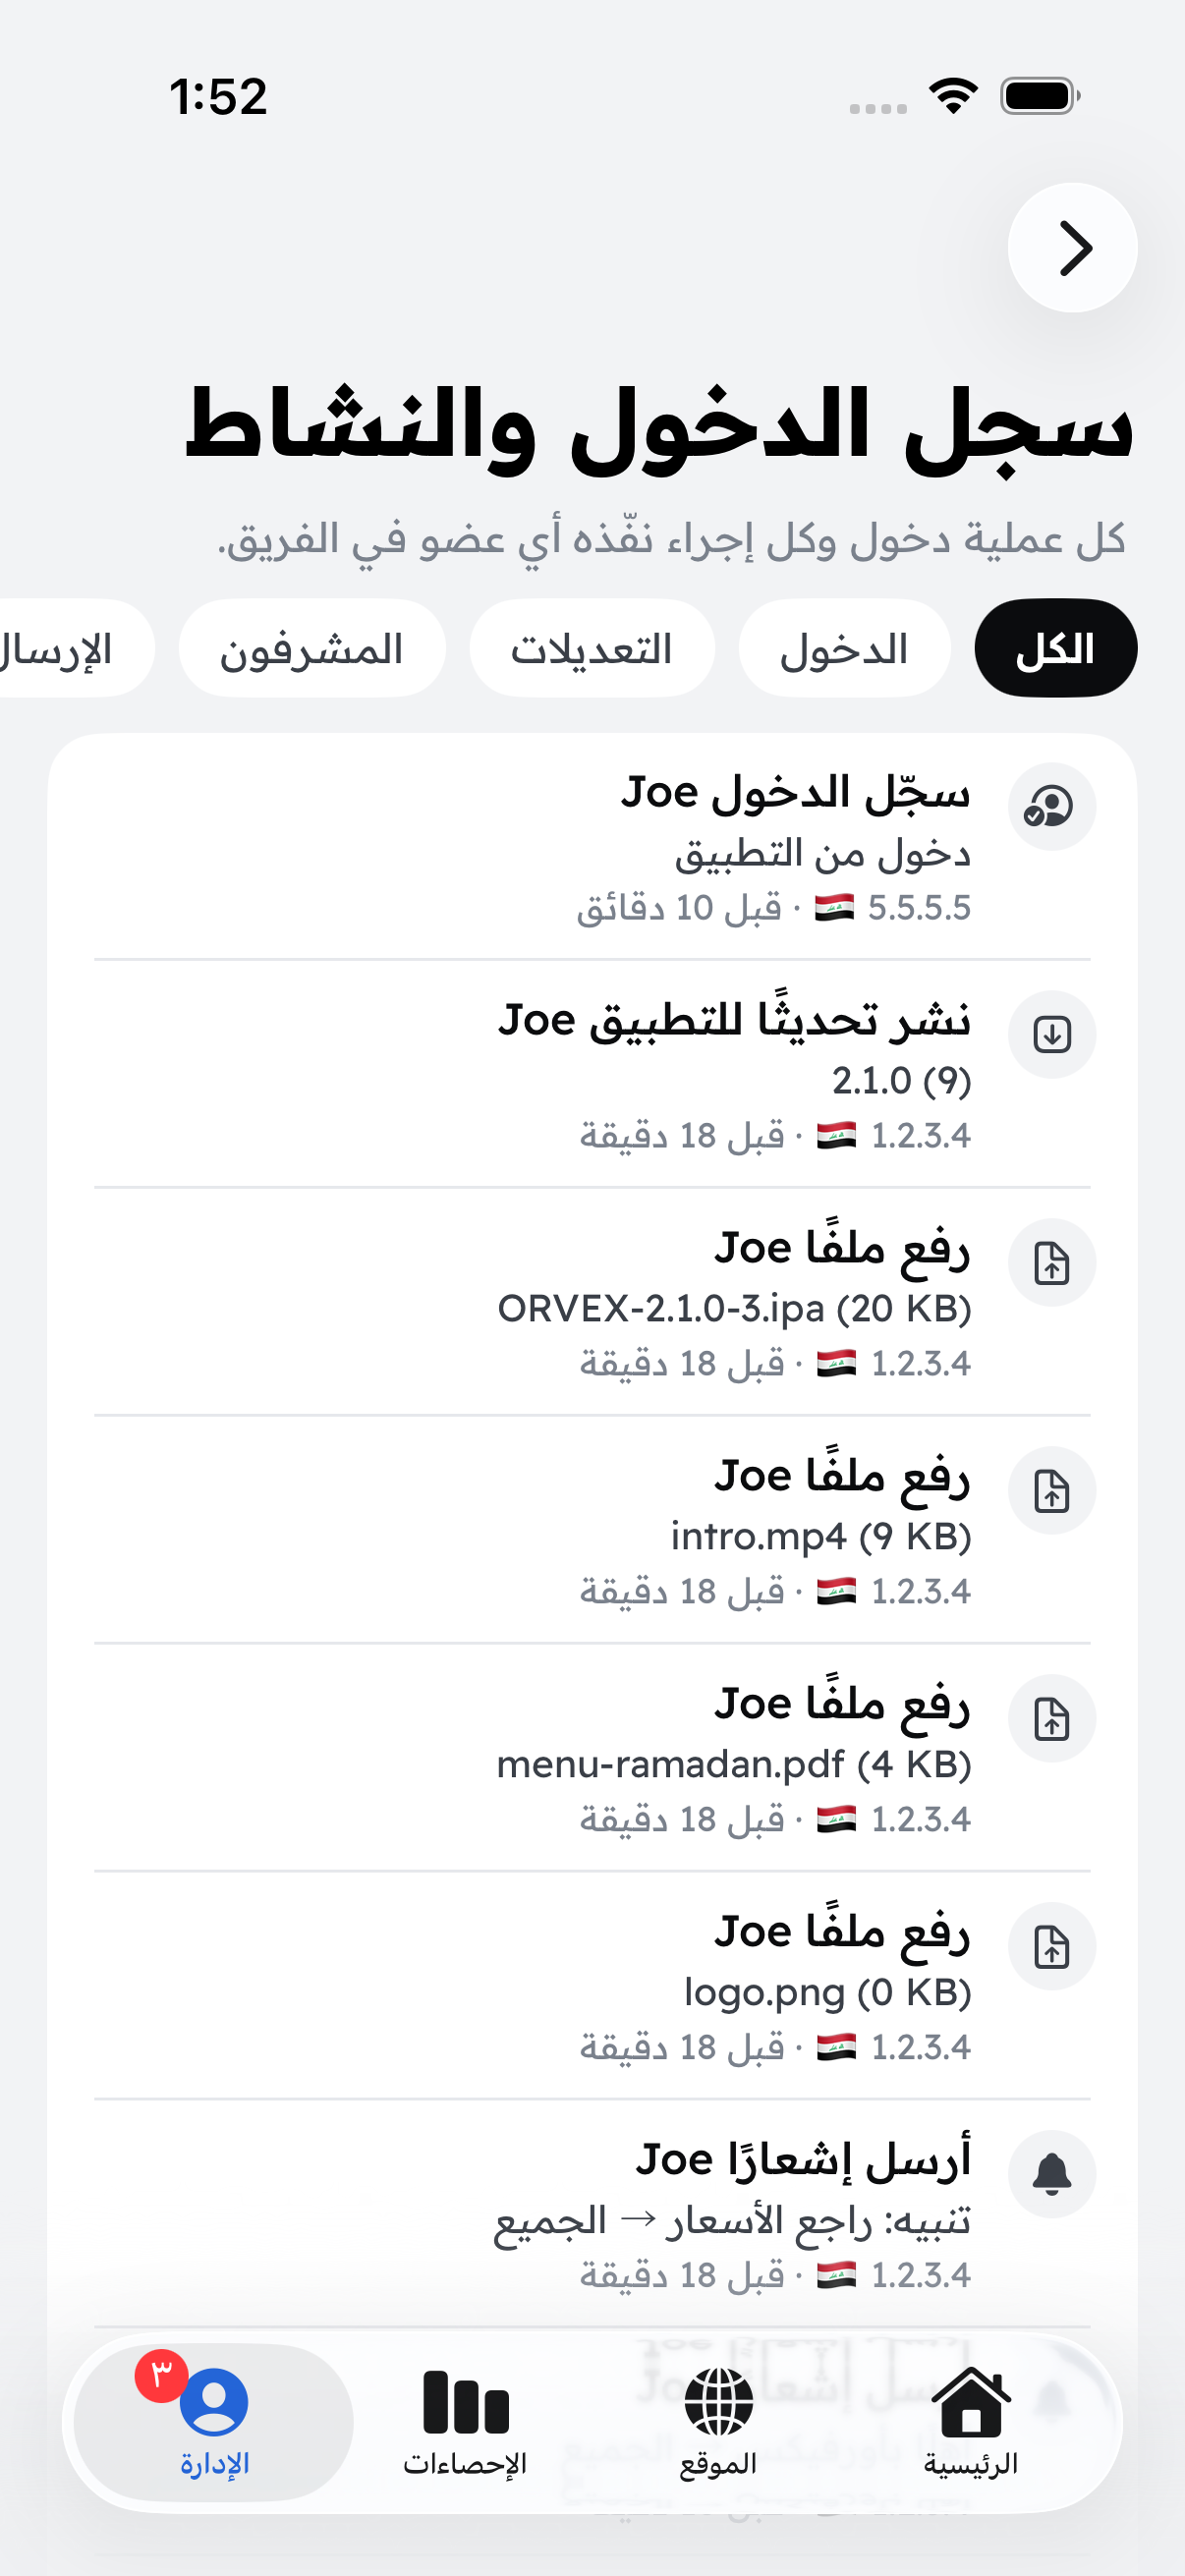 1:52
سجل الدخول والنشاط
كل عملية دخول وكل إجراء نفّذه أي عضو في الفريق.
الكل
الدخول
التعديلات
المشرفون
الإرسال
سجّل الدخول Joe
دخول من التطبيق
5.5.5.5 🇮🇶 · قبل 10 دقائق
نشر تحديثًا للتطبيق Joe
2.1.0 (9)
1.2.3.4 🇮🇶 · قبل 18 دقيقة
رفع ملفًا Joe
ORVEX-2.1.0-3.ipa (20 KB)
1.2.3.4 🇮🇶 · قبل 18 دقيقة
رفع ملفًا Joe
intro.mp4 (9 KB)
1.2.3.4 🇮🇶 · قبل 18 دقيقة
رفع ملفًا Joe
menu-ramadan.pdf (4 KB)
1.2.3.4 🇮🇶 · قبل 18 دقيقة
رفع ملفًا Joe
logo.png (0 KB)
1.2.3.4 🇮🇶 · قبل 18 دقيقة
أرسل إشعارًا Joe
تنبيه: راجع الأسعار ← الجميع
1.2.3.4 🇮🇶 · قبل 18 دقيقة
الرئيسية
الموقع
الإحصاءات
٣
الإدارة